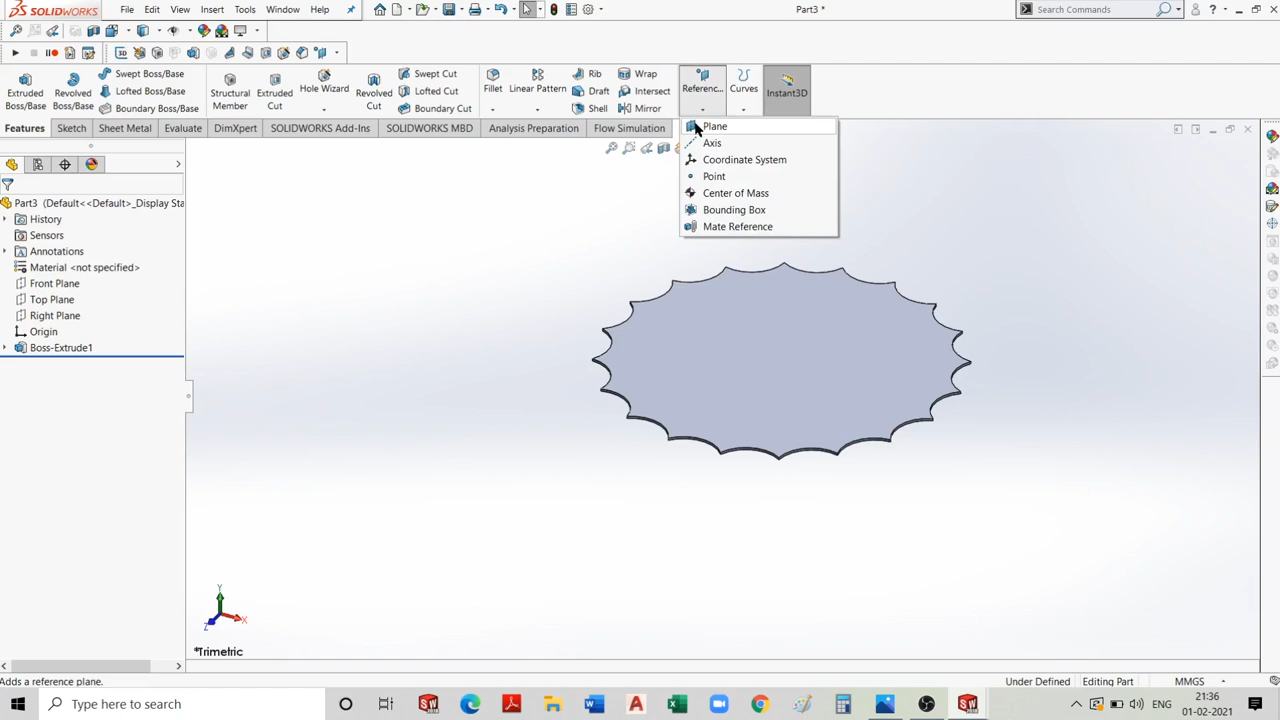 SOLIDWORKS File Edit View Insert Tools Window Help Part3 * Search Commands
Extruded Boss/Base Revolved Boss/Base Swept Boss/Base Lofted Boss/Base Boundary Boss/Base
Structural Member Extruded Cut Hole Wizard Revolved Cut Swept Cut Lofted Cut Boundary Cut
Fillet Linear Pattern Rib Draft Shell Wrap Intersect Mirror
Referenc... Curves Instant3D
Features Sketch Sheet Metal Evaluate DimXpert SOLIDWORKS Add-Ins SOLIDWORKS MBD Analysis Preparation Flow Simulation
Plane
Axis
Coordinate System
Point
Center of Mass
Bounding Box
Mate Reference
Part3 (Default<<Default>_Display Sta
History
Sensors
Annotations
Material <not specified>
Front Plane
Top Plane
Right Plane
Origin
Boss-Extrude1
Y
X
Z
*Trimetric
Adds a reference plane. Under Defined Editing Part MMGS
Type here to search ENG 21:36
01-02-2021